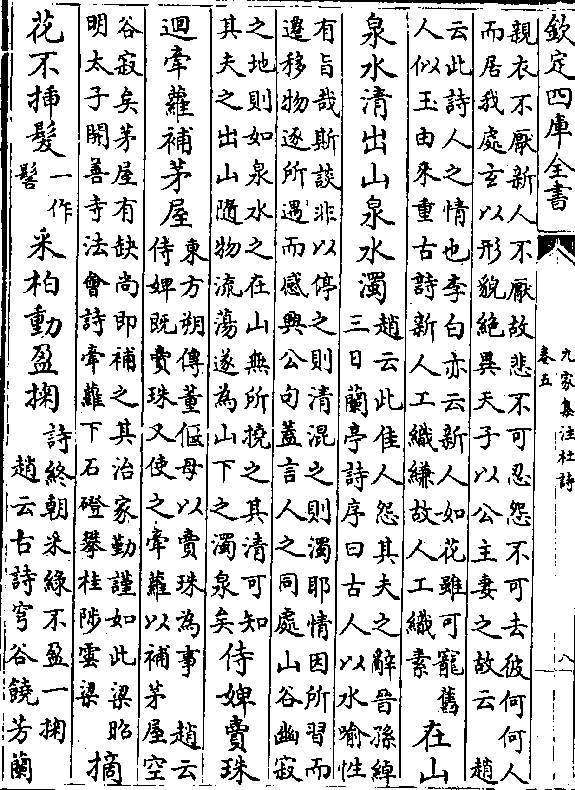 欽定四庫全書
九家集注杜詩
卷五
八
親衣不厭新人不厭故悲不可忍怨不可去彼何何人
而居我處玄以形貌絶異天子以公主妻之故云 趙
云此詩人之情也李白亦云新人如花雖可寵舊
人似玉由來重古詩新人工織縑故人工織素
在山
泉水清出山泉水濁
趙云此佳人怨其夫之辭晉孫綽
三日蘭亭詩序曰古人以水喻性
有旨哉斯談非以停之則清混之則濁耶情因所習而
遷移物逐所遇而感興公句蓋言人之同處山谷幽寂
之地則如泉水之在山無所撓之其清可知
其夫之出山隨物流蕩遂為山下之濁泉矣
侍婢賣珠
迴牽蘿補茅屋
東方朔傳董偃母以賣珠為事 趙云
侍婢既賣珠又使之牽蘿以補茅屋空
谷寂矣茅屋有缺尚即補之其治家勤謹如此梁昭
明太子開善寺法會詩牽蘿下石磴攀桂陟雲梁
摘
花不挿髮
一作
髻
采柏動盈掬
詩終朝采綠不盈一掬
趙云古詩穹谷饒芳蘭